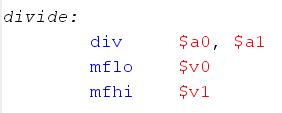 divide:
div $a0, $a1
mflo $v0
mfhi $v1